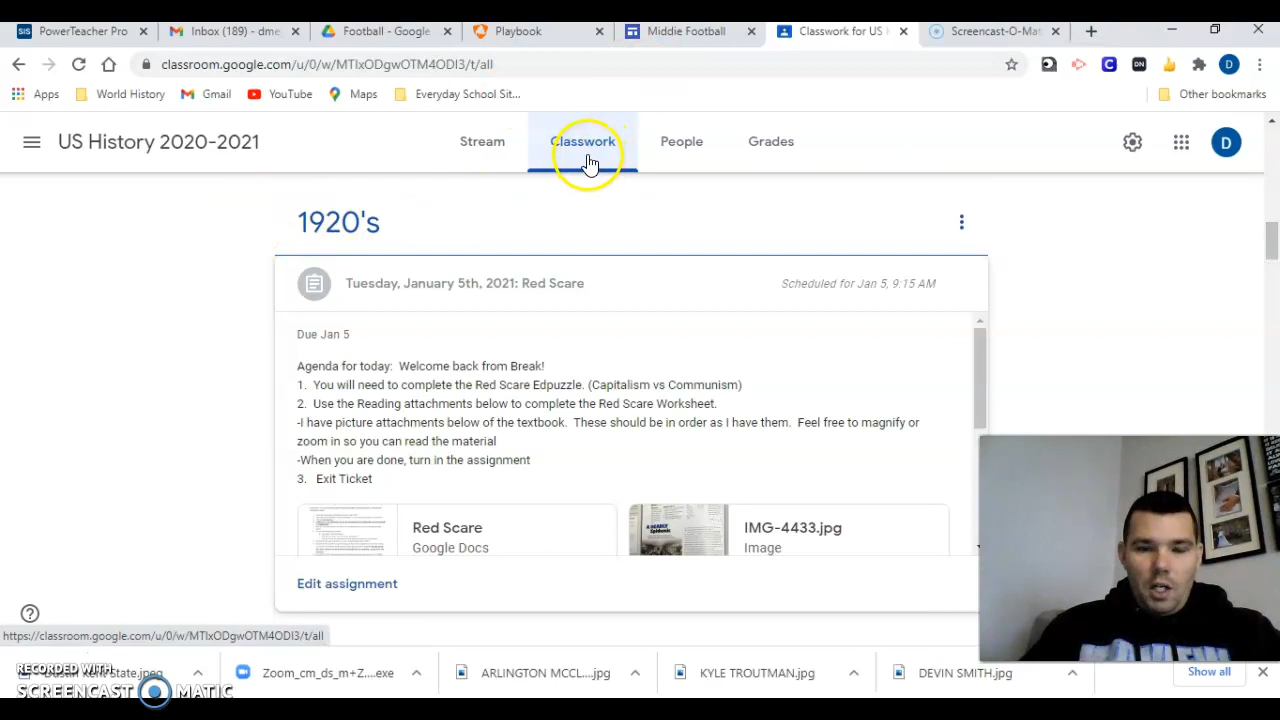 PowerTeacher Pro
Inbox (189) - dme
Football - Google
Playbook
Middie Football
Classwork for US H
Screencast-O-Mat
classroom.google.com/u/0/w/MTIxODgwOTM4ODI3/t/all
Apps
World History
Gmail
YouTube
Maps
Everyday School Sit...
Other bookmarks
US History 2020-2021
Stream
Classwork
People
Grades
D
1920's
Tuesday, January 5th, 2021: Red Scare
Scheduled for Jan 5, 9:15 AM
Due Jan 5
Agenda for today: Welcome back from Break!
1. You will need to complete the Red Scare Edpuzzle. (Capitalism vs Communism)
2. Use the Reading attachments below to complete the Red Scare Worksheet.
-I have picture attachments below of the textbook. These should be in order as I have them. Feel free to magnify or
zoom in so you can read the material
-When you are done, turn in the assignment
3. Exit Ticket
Red Scare
Google Docs
IMG-4433.jpg
Image
Edit assignment
https://classroom.google.com/u/0/w/MTIxODgwOTM4ODI3/t/all
Dustin Kent State.jpeg
Zoom_cm_ds_m+Z....exe
ARLINGTON MCCL....jpg
KYLE TROUTMAN.jpg
DEVIN SMITH.jpg
Show all
RECORDED WITH
SCREENCAST MATIC